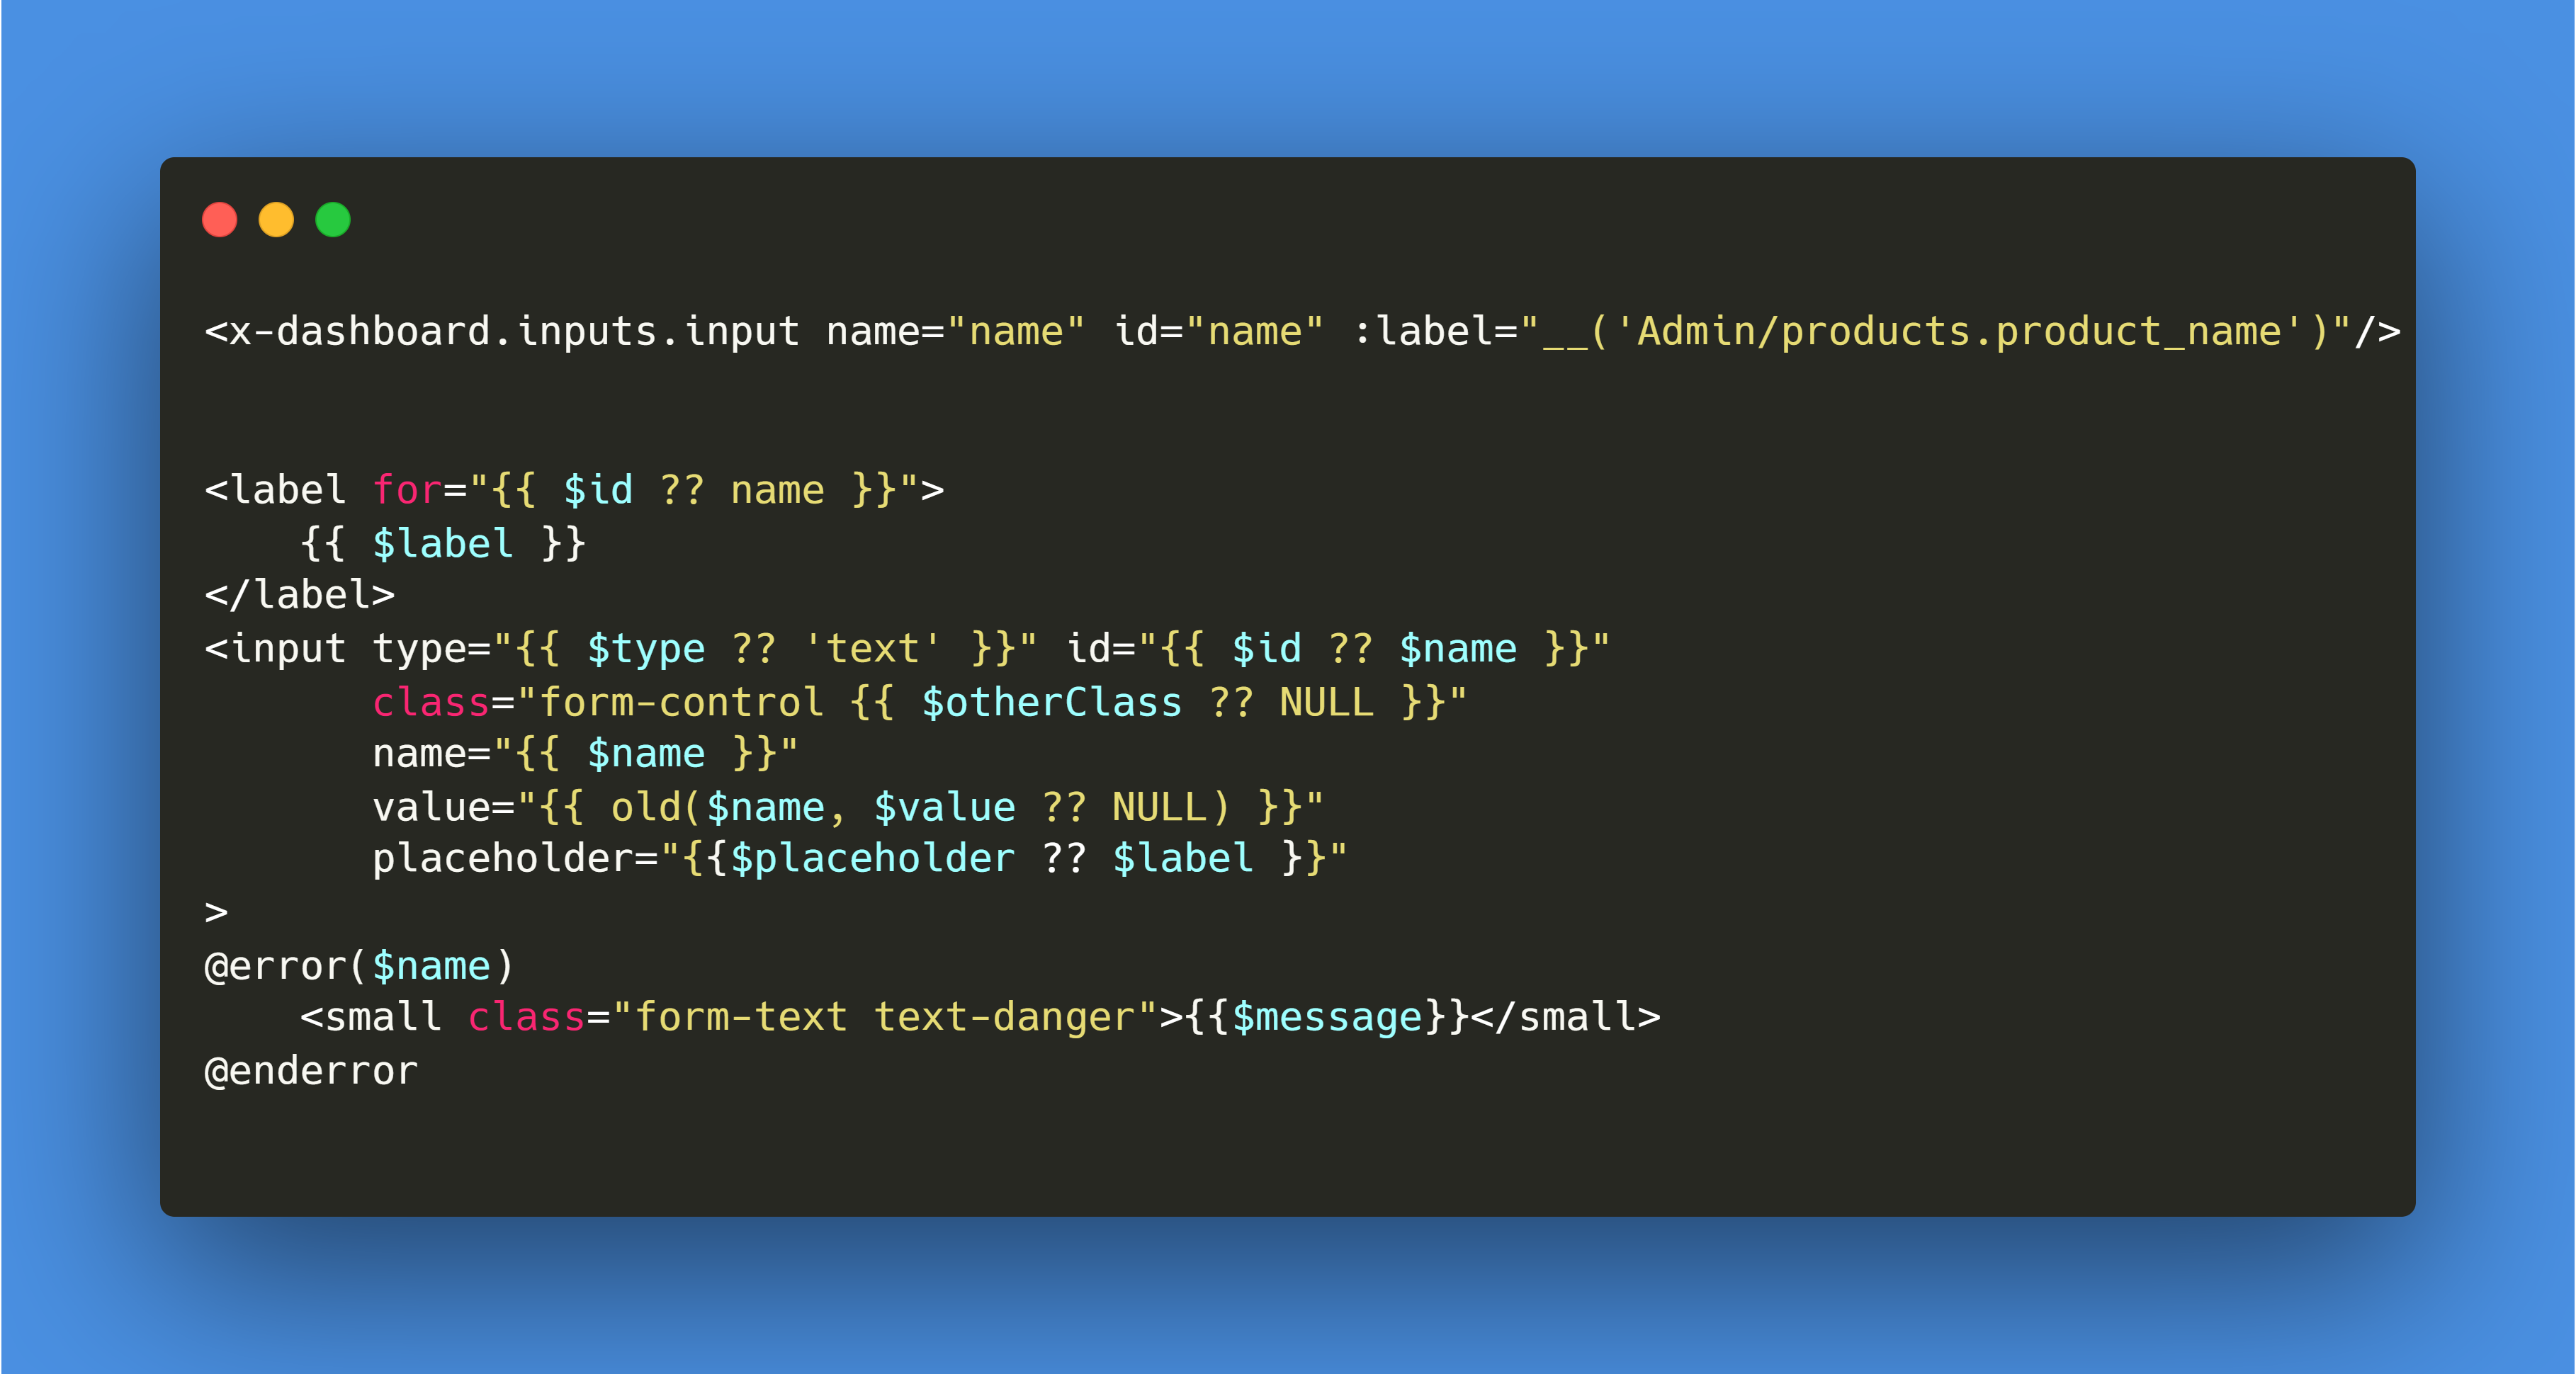 <x-dashboard.inputs.input name="name" id="name" :label="__('Admin/products.product_name')"/>
<label for="{{ $id ?? name }}">
    {{ $label }}
</label>
<input type="{{ $type ?? 'text' }}" id="{{ $id ?? $name }}"
       class="form-control {{ $otherClass ?? NULL }}"
       name="{{ $name }}"
       value="{{ old($name, $value ?? NULL) }}"
       placeholder="{{$placeholder ?? $label }}"
>
@error($name)
    <small class="form-text text-danger">{{$message}}</small>
@enderror